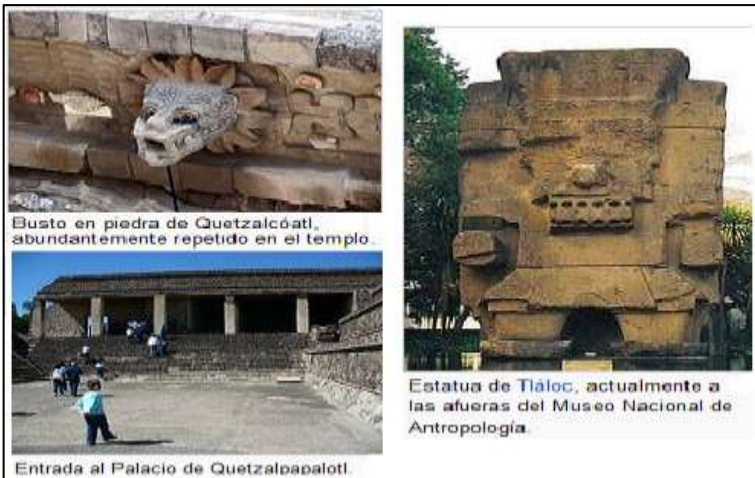 Busto en piedra de Quetzalcóatl,
abundantemente repetido en el templo.
Entrada al Palacio de Quetzalpapalotl.
Estatua de Tláloc, actualmente a
las afueras del Museo Nacional de
Antropología.